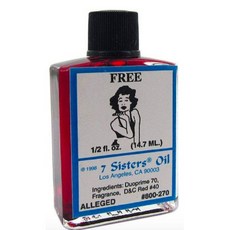 FREE
1/2 fl. oz. (14.7 ML.)
© 1996 7 Sisters® Oil
Los Angeles, CA 90003
Ingredients: Duoprime 70,
Fragrance, D&C Red #40
ALLEGED #800-270